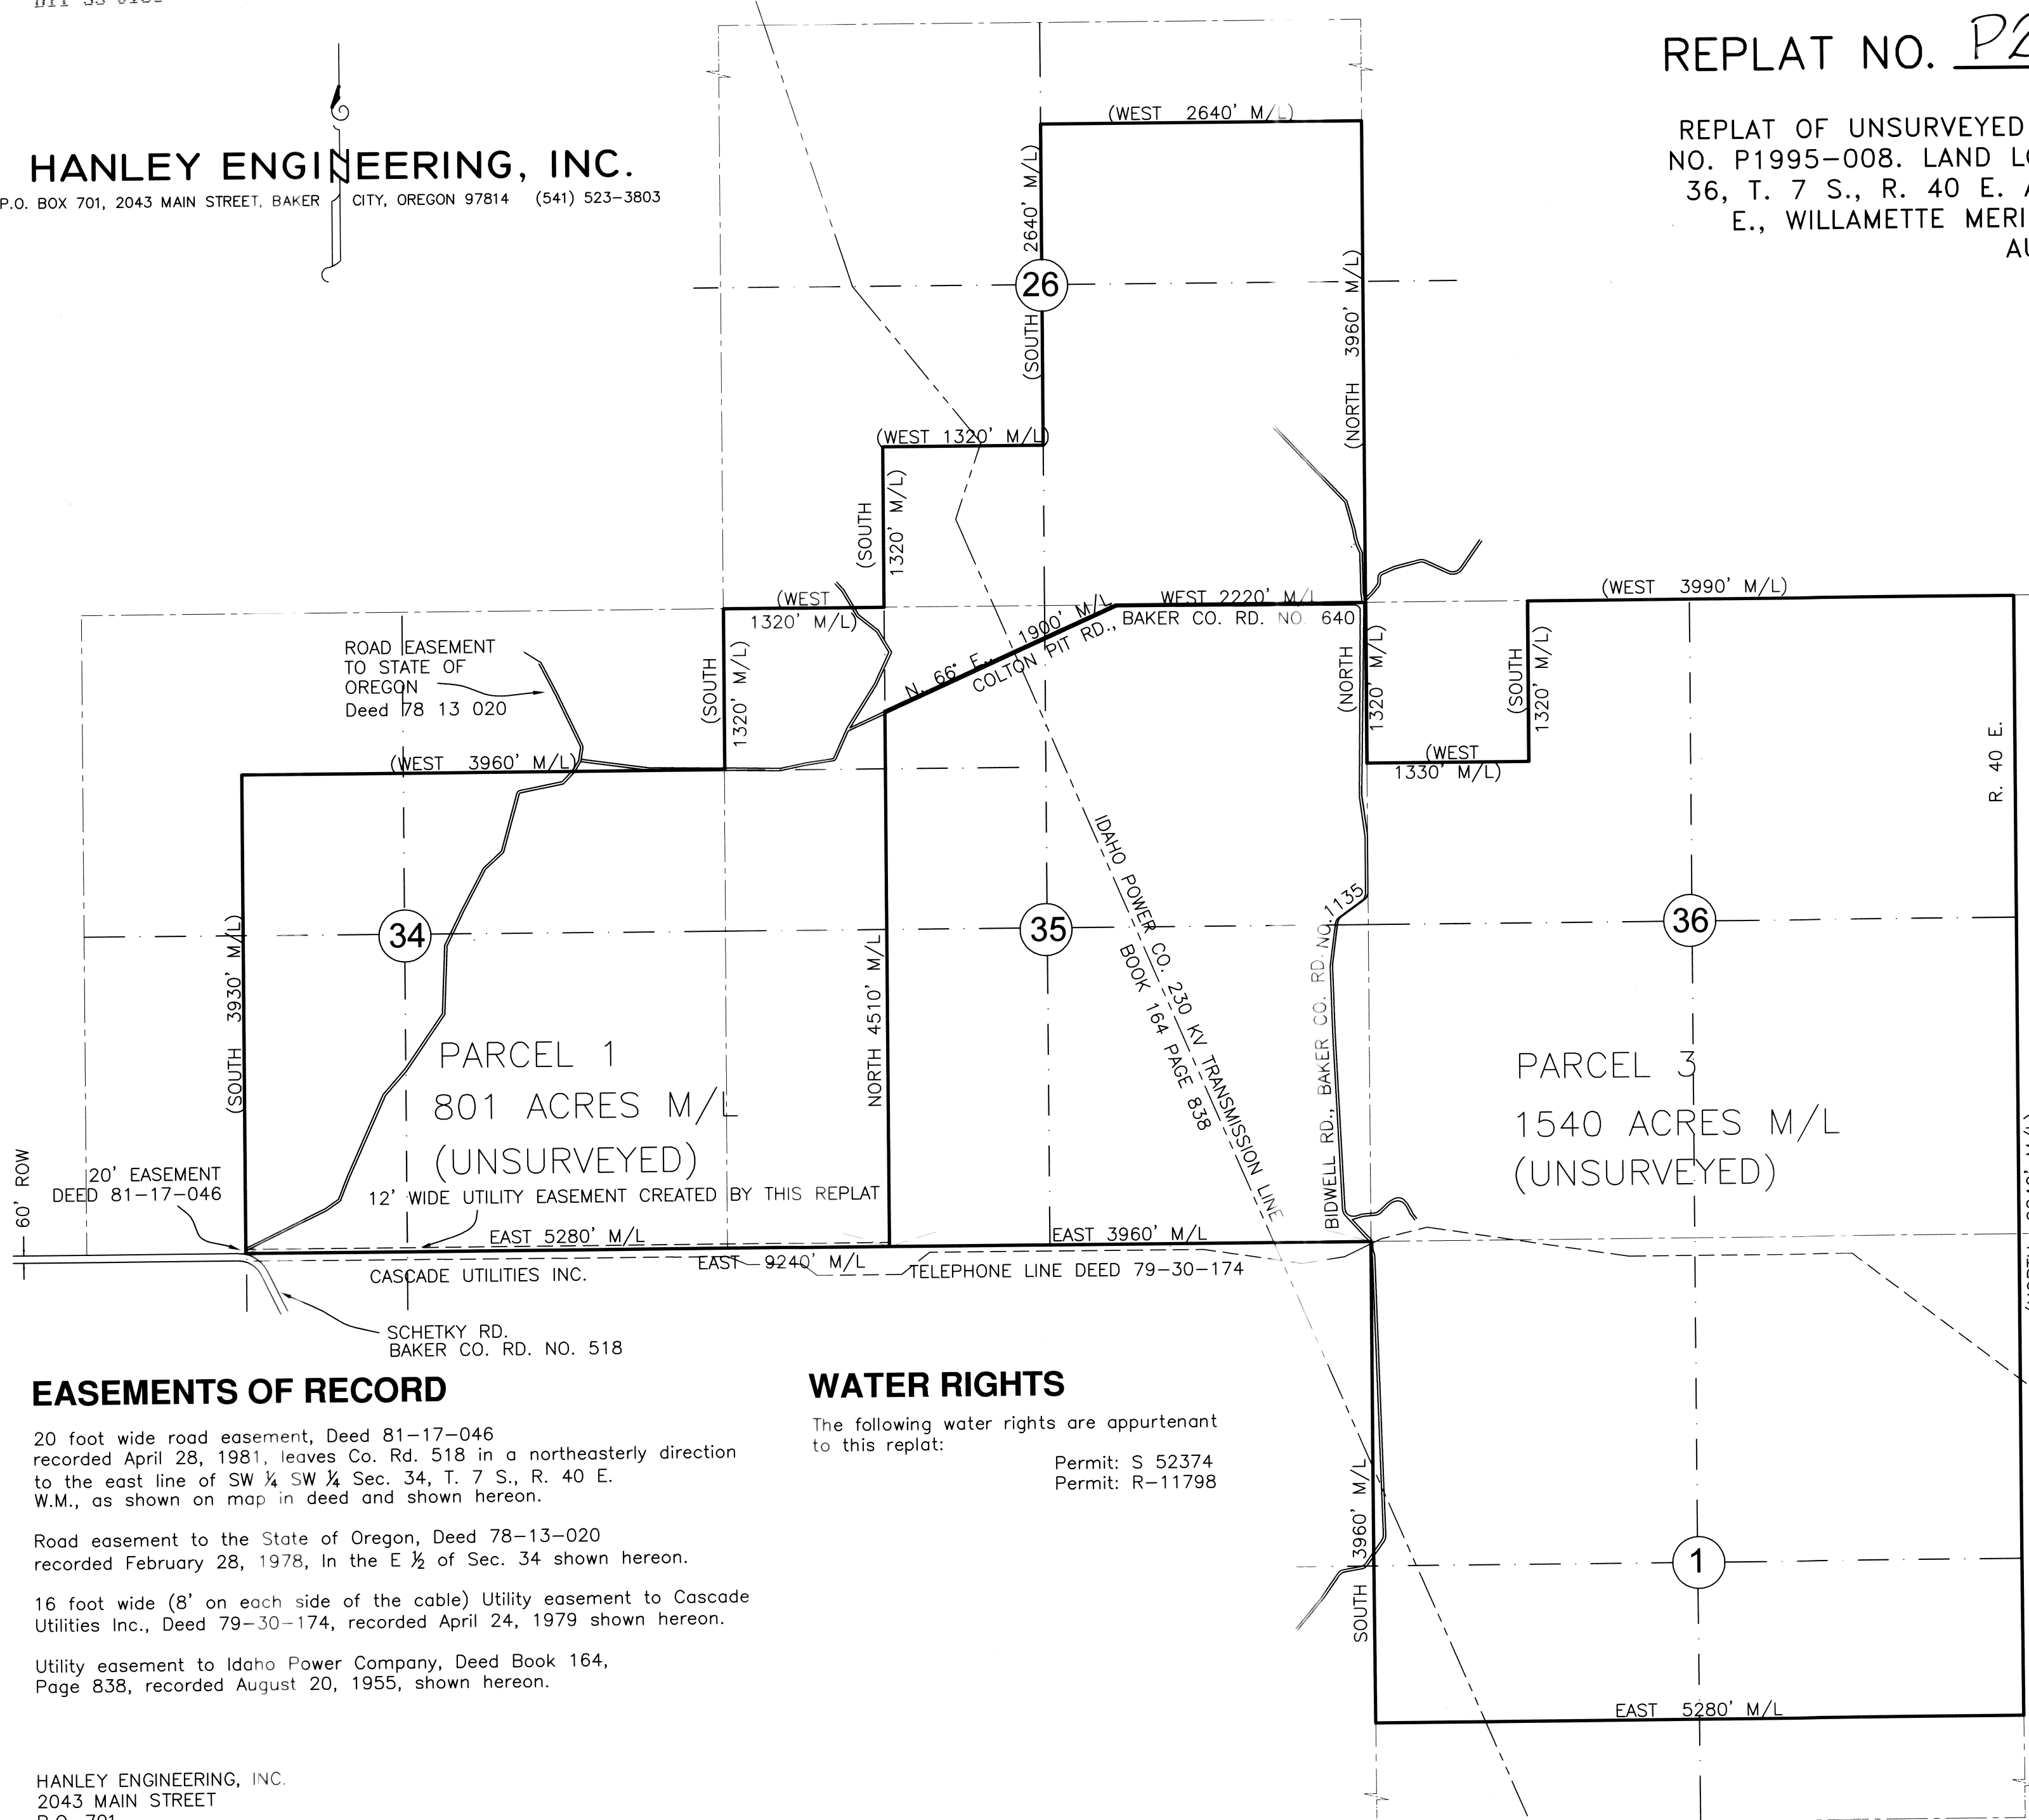 REPLAT NO. P2
REPLAT OF UNSURVEYED
NO. P1995-008. LAND
36, T. 7 S., R. 40 E.
E., WILLAMETTE
HANLEY ENGINEERING, INC.
P.O. BOX 701, 2043 MAIN STREET, BAKER CITY, OREGON 97814 (541) 523-3803
(WEST 2640' M/L)
(SOUTH 2640' M/L)
26
(NORTH 3960' M/L)
(WEST 1320' M/L)
(SOUTH
1320' M/L)
(WEST
1320' M/L)
(SOUTH
1320' M/L)
N. 66° E., 1900' M/L
COLTON PIT RD., BAKER CO. RD. NO. 640
WEST 2220' M/L
(NORTH
1320' M/L)
(WEST
1330' M/L)
(SOUTH
1320' M/L)
(WEST 3990' M/L)
R. 40 E.
ROAD EASEMENT
TO STATE OF
OREGON
Deed 78 13 020
(WEST 3960' M/L)
(SOUTH 3930' M/L)
34
35
36
NORTH 4510' M/L
IDAHO POWER CO. 230 KV TRANSMISSION LINE
BOOK 164 PAGE 838
BIDWELL RD., BAKER CO. RD. NO. 1135
PARCEL 1
801 ACRES M/L
(UNSURVEYED)
PARCEL 3
1540 ACRES M/L
(UNSURVEYED)
60' ROW
20' EASEMENT
DEED 81-17-046
12' WIDE UTILITY EASEMENT CREATED BY THIS REPLAT
EAST 5280' M/L
EAST 3960' M/L
EAST 9240' M/L
CASCADE UTILITIES INC.
TELEPHONE LINE DEED 79-30-174
SCHETKY RD.
BAKER CO. RD. NO. 518
SOUTH 3960' M/L
1
EAST 5280' M/L
EASEMENTS OF RECORD
20 foot wide road easement, Deed 81-17-046
recorded April 28, 1981, leaves Co. Rd. 518 in a northeasterly direction
to the east line of SW ¼ SW ¼ Sec. 34, T. 7 S., R. 40 E.
W.M., as shown on map in deed and shown hereon.
Road easement to the State of Oregon, Deed 78-13-020
recorded February 28, 1978, In the E ½ of Sec. 34 shown hereon.
16 foot wide (8' on each side of the cable) Utility easement to Cascade
Utilities Inc., Deed 79-30-174, recorded April 24, 1979 shown hereon.
Utility easement to Idaho Power Company, Deed Book 164,
Page 838, recorded August 20, 1955, shown hereon.
WATER RIGHTS
The following water rights are appurtenant
to this replat:
Permit: S 52374
Permit: R-11798
HANLEY ENGINEERING, INC.
2043 MAIN STREET
P.O. 701